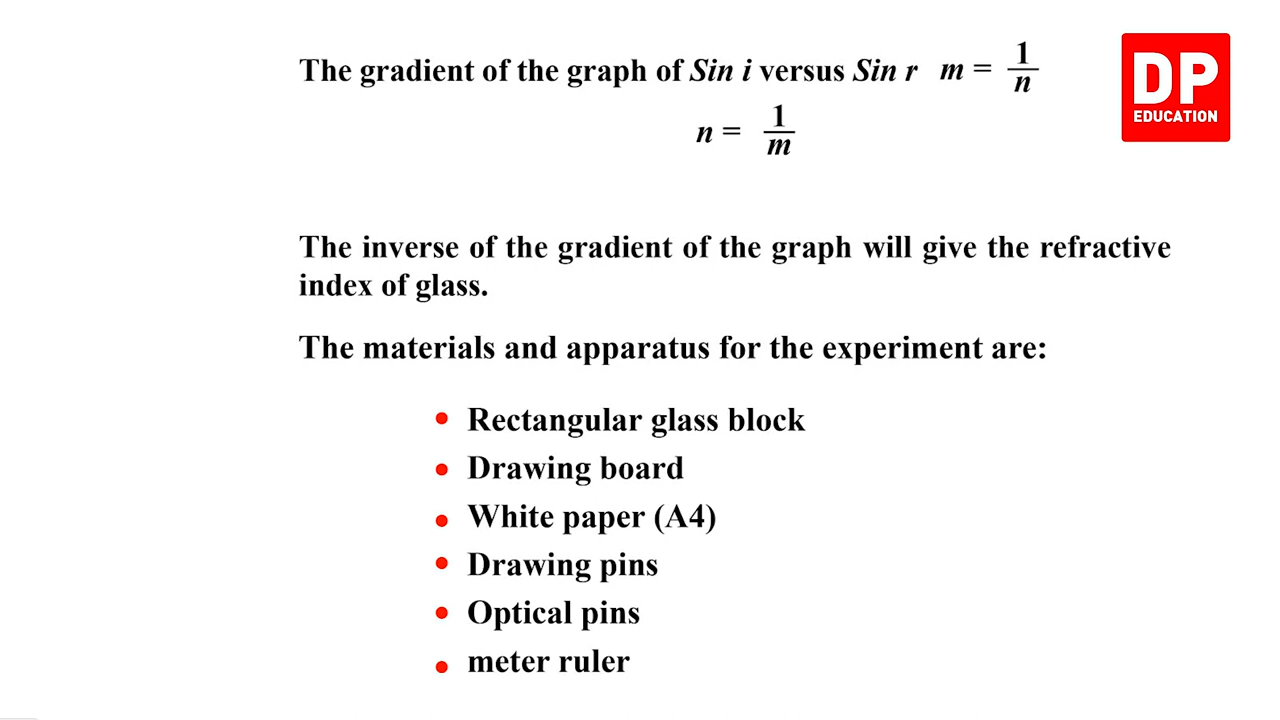 The gradient of the graph of Sin i versus Sin r m = 1/n
n = 1/m
DP
EDUCATION
The inverse of the gradient of the graph will give the refractive
index of glass.
The materials and apparatus for the experiment are:
• Rectangular glass block
• Drawing board
• White paper (A4)
• Drawing pins
• Optical pins
• meter ruler